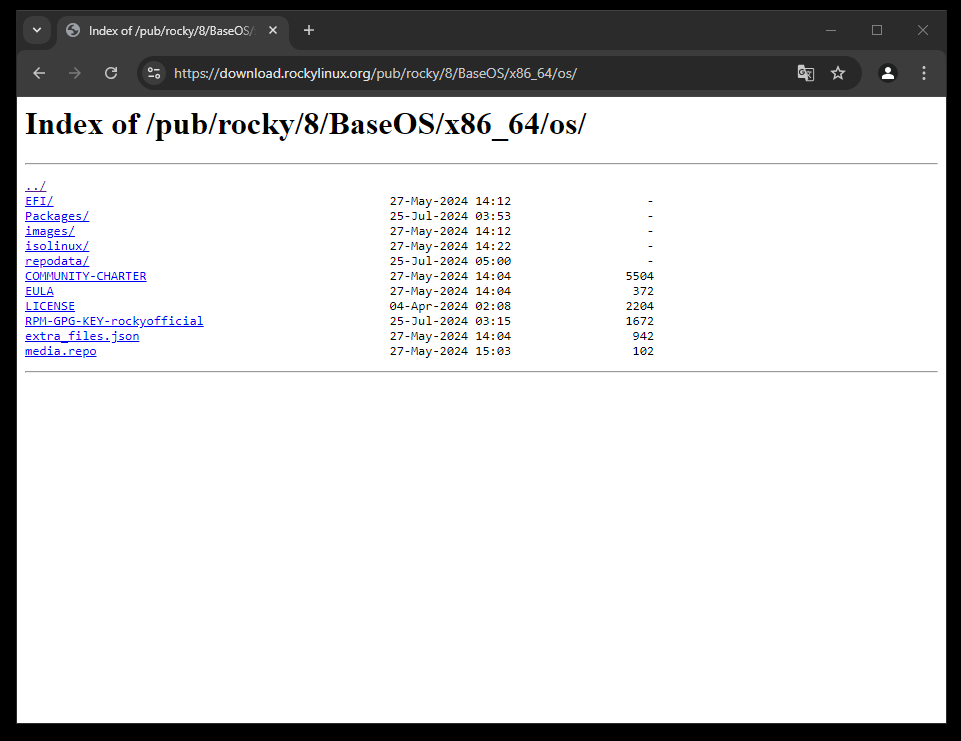 Index of /pub/rocky/8/BaseOS/
https://download.rockylinux.org/pub/rocky/8/BaseOS/x86_64/os/
Index of /pub/rocky/8/BaseOS/x86_64/os/
../
EFI/ 27-May-2024 14:12 -
Packages/ 25-Jul-2024 03:53 -
images/ 27-May-2024 14:12 -
isolinux/ 27-May-2024 14:22 -
repodata/ 25-Jul-2024 05:00 -
COMMUNITY-CHARTER 27-May-2024 14:04 5504
EULA 27-May-2024 14:04 372
LICENSE 04-Apr-2024 02:08 2204
RPM-GPG-KEY-rockyofficial 25-Jul-2024 03:15 1672
extra_files.json 27-May-2024 14:04 942
media.repo 27-May-2024 15:03 102